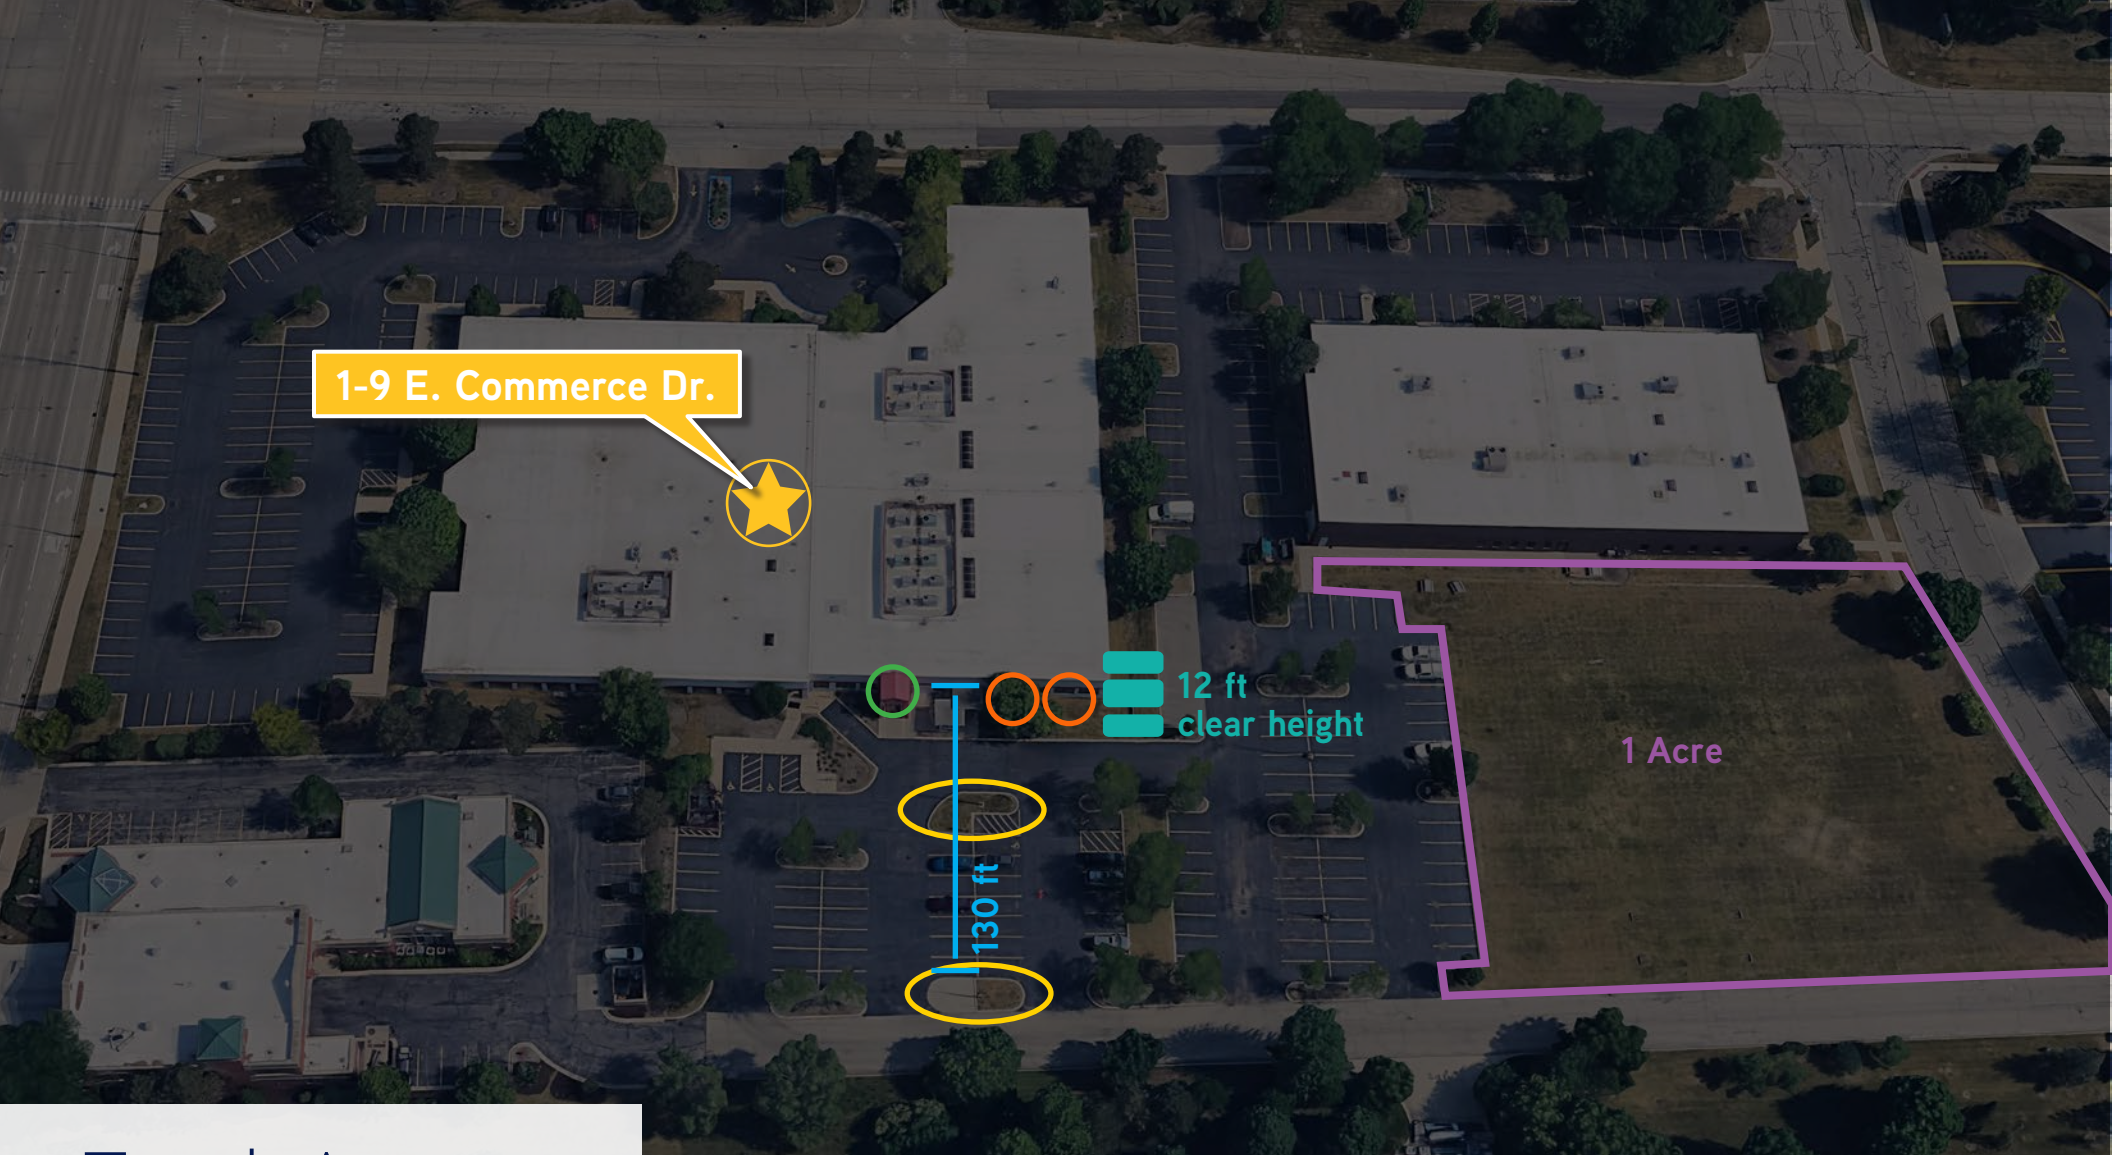 1-9 E. Commerce Dr.
12 ft
clear height
1 Acre
130 ft